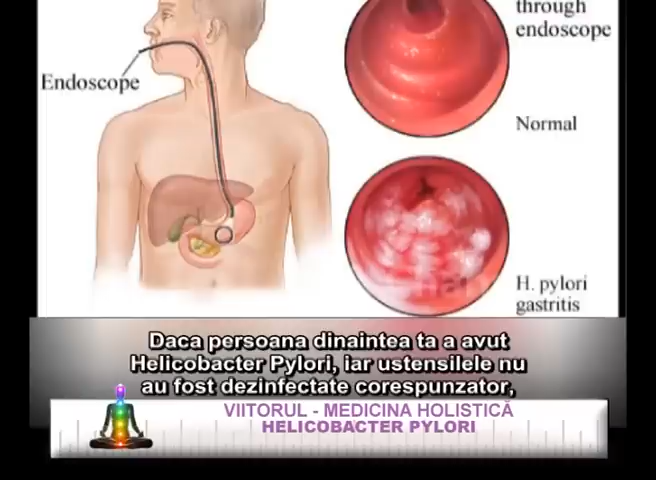 through
endoscope
Endoscope
Normal
H. pylori
gastritis
Daca persoana dinaintea ta a avut
Helicobacter Pylori, iar ustensilele nu
au fost dezinfectate corespunzator,
VIITORUL - MEDICINA HOLISTICĂ
HELICOBACTER PYLORI